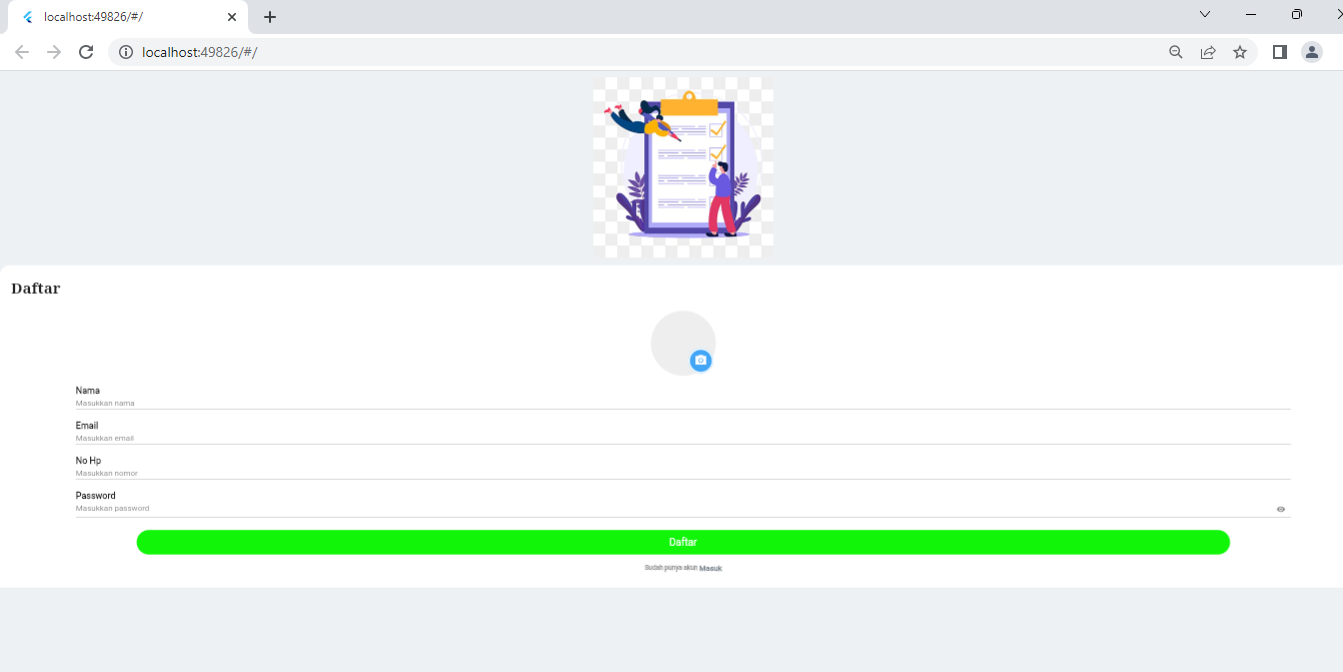 localhost:49826/#/
localhost:49826/#/
Daftar
Nama
Masukkan nama
Email
Masukkan email
No Hp
Masukkan nomor
Password
Masukkan password
Daftar
Sudah punya akun Masuk